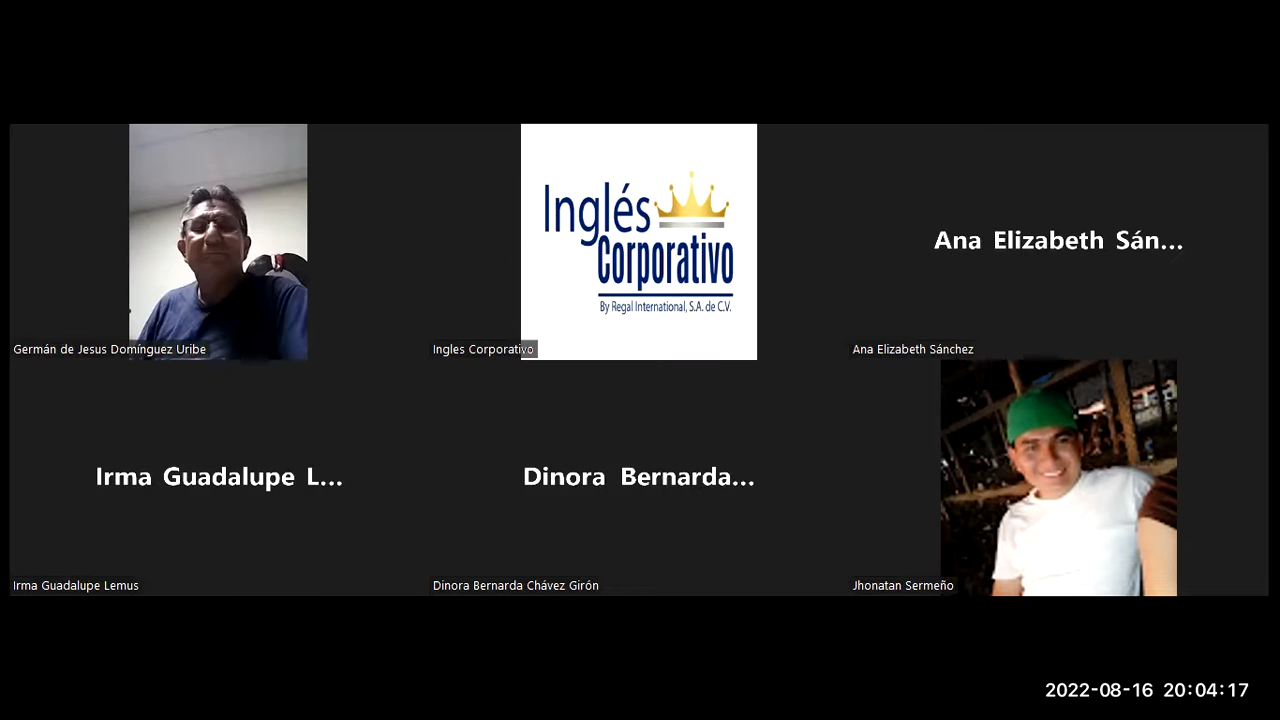 Inglés
Corporativo
By Regal International, S.A. de C.V.
Ana Elizabeth Sán...
Germán de Jesus Domínguez Uribe
Ingles Corporativo
Ana Elizabeth Sánchez
Irma Guadalupe L...
Dinora Bernarda...
Irma Guadalupe Lemus
Dinora Bernarda Chávez Girón
Jhonatan Sermeño
2022-08-16 20:04:17